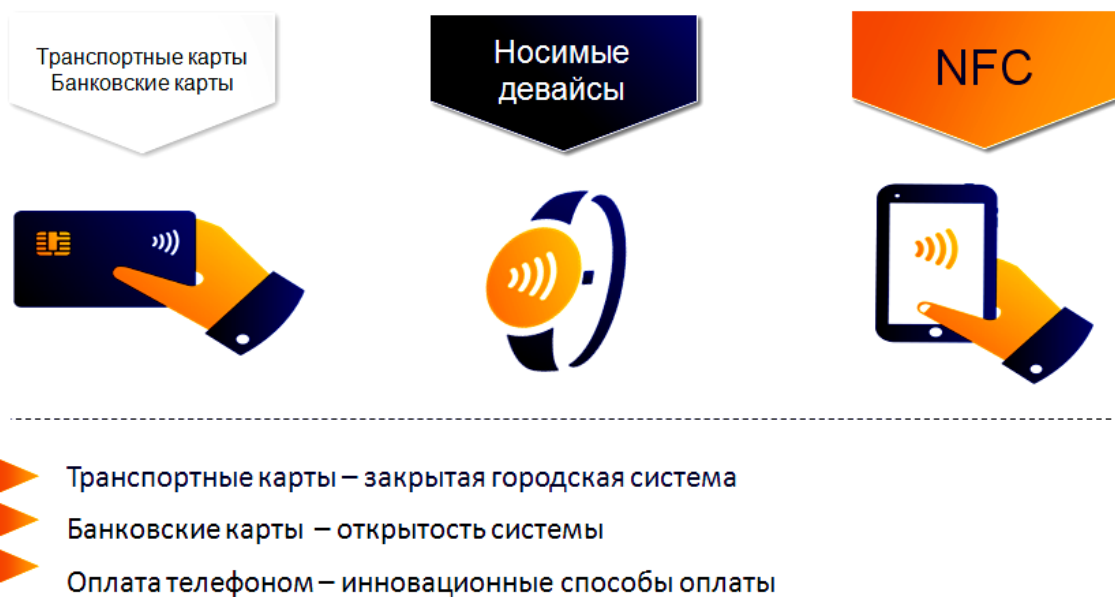 Транспортные карты
Банковские карты
Носимые
девайсы
NFC
Транспортные карты – закрытая городская система
Банковские карты – открытость системы
Оплата телефоном – инновационные способы оплаты